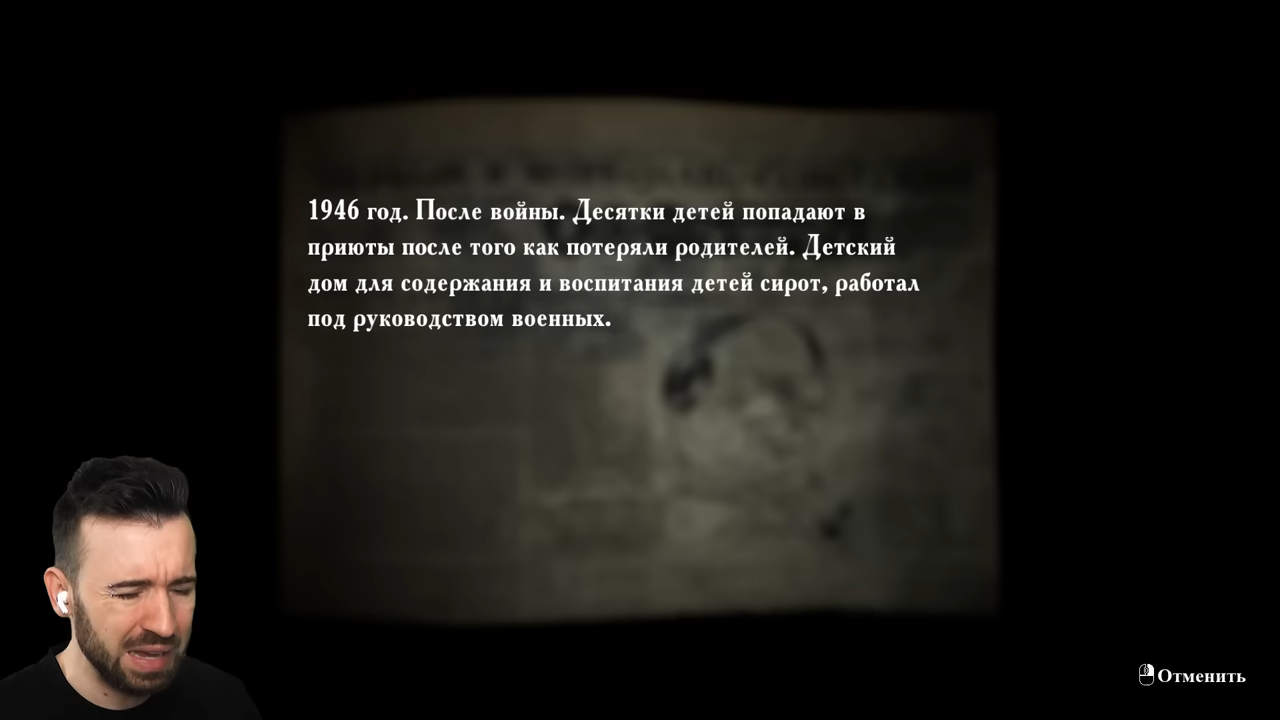 1946 год. После войны. Десятки детей попадают в
приюты после того как потеряли родителей. Детский
дом для содержания и воспитания детей сирот, работал
под руководством военных.
Отменить